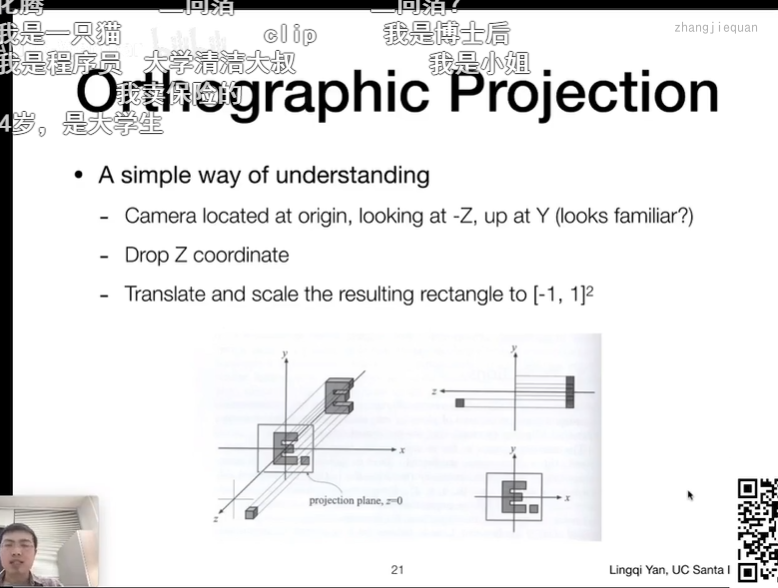 二向箔
二向箔?
我是一只猫 clip 我是博士后
zhangjiequan
我是程序员 大学清洁大叔 我是小姐
Orthographic Projection
我卖保险的
4岁，是大学生
• A simple way of understanding
- Camera located at origin, looking at -Z, up at Y (looks familiar?)
- Drop Z coordinate
- Translate and scale the resulting rectangle to [-1, 1]²
y
y
z
x
y
projection plane, z=0
x
z
21
Lingqi Yan, UC Santa